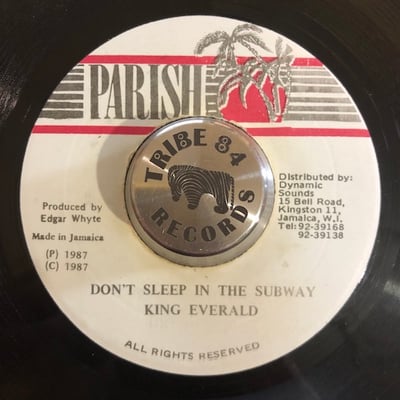 PARISH
TRIBE 84
RECORDS
Produced by
Edgar Whyte
Made in Jamaica
(P) 1987
(C) 1987
Distributed by:
Dynamic
Sounds
15 Bell Road,
Kingston 11,
Jamaica, W.I.
Tel: 92-39168
92-39138
DON'T SLEEP IN THE SUBWAY
KING EVERALD
ALL RIGHTS RESERVED